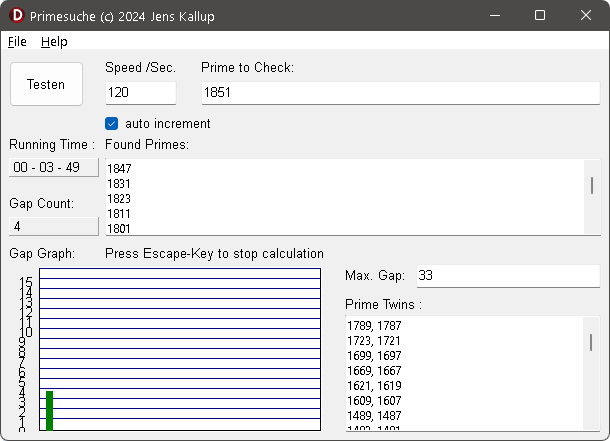 D Primesuche (c) 2024 Jens Kallup
File Help
Testen
Speed /Sec.
120
Prime to Check:
1851
auto increment
Running Time :
00 - 03 - 49
Found Primes:
1847
1831
1823
1811
1801
Gap Count:
4
Gap Graph:
Press Escape-Key to stop calculation
15
14
13
12
11
10
9
8
7
6
5
4
3
2
1
0
Max. Gap:
33
Prime Twins :
1789, 1787
1723, 1721
1699, 1697
1669, 1667
1621, 1619
1609, 1607
1489, 1487